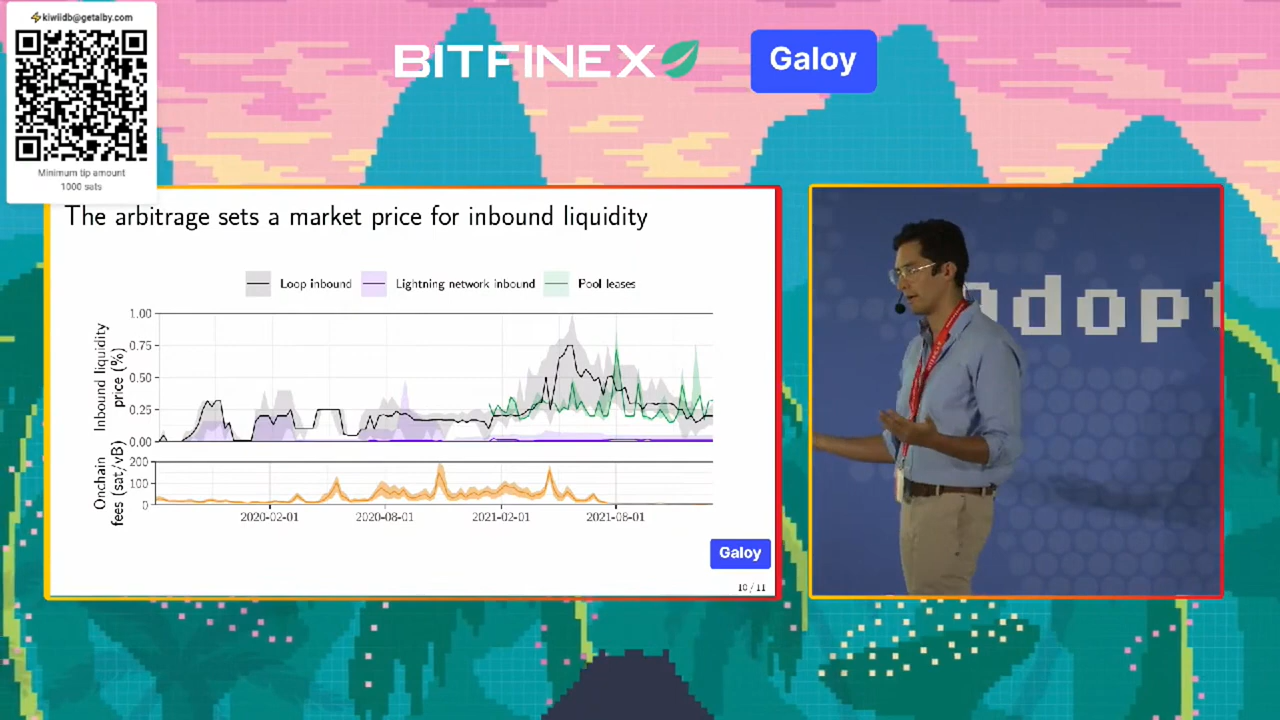 ⚡kiwiidb@getalby.com
Minimum tip amount
1000 sats
BITFINEX
Galoy
The arbitrage sets a market price for inbound liquidity
Loop inbound
Lightning network inbound
Pool leases
Inbound liquidity
price (%)
1.00
0.75
0.50
0.25
0.00
Onchain
fees (sat/vB)
200
100
0
2020-02-01
2020-08-01
2021-02-01
2021-08-01
Galoy
10 / 11
adopt